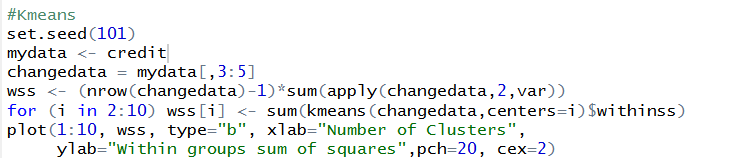 #Kmeans
set.seed(101)
mydata <- credit
changedata = mydata[,3:5]
wss <- (nrow(changedata)-1)*sum(apply(changedata,2,var))
for (i in 2:10) wss[i] <- sum(kmeans(changedata,centers=i)$withinss)
plot(1:10, wss, type="b", xlab="Number of Clusters",
     ylab="Within groups sum of squares",pch=20, cex=2)